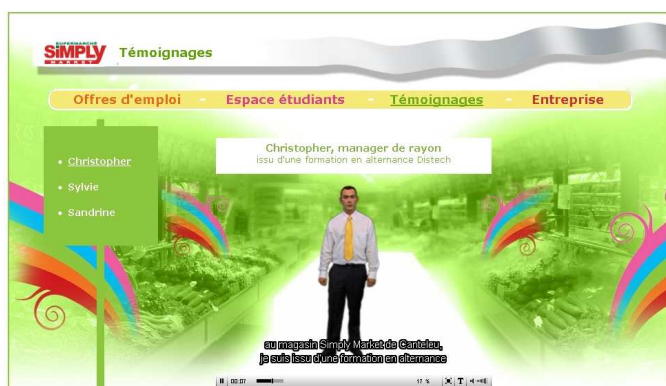 SUPERMARCHÉ
SiMPLY
MARKET
Témoignages
Offres d'emploi - Espace étudiants - Témoignages - Entreprise
• Christopher
• Sylvie
• Sandrine
Christopher, manager de rayon
issu d'une formation en alternance Distech
au magasin Simply Market de Canteleu,
je suis issu d'une formation en alternance
00:07
17 %
T